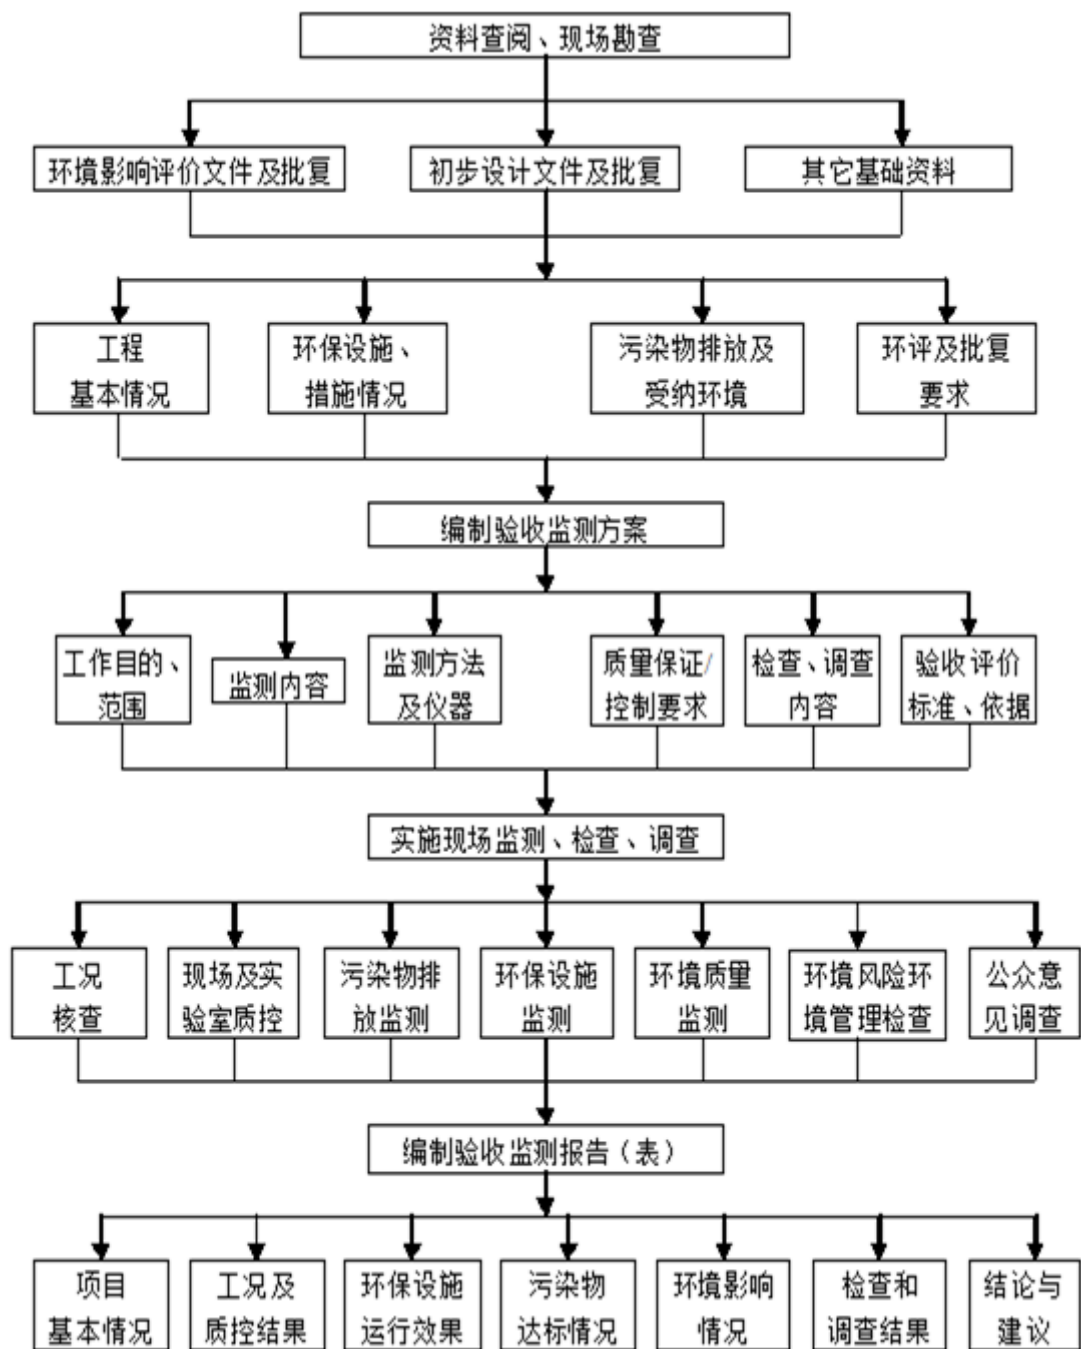 资料查阅、现场勘查
环境影响评价文件及批复
初步设计文件及批复
其它基础资料
工程
基本情况
环保设施、
措施情况
污染物排放及
受纳环境
环评及批复
要求
编制验收监测方案
工作目的、
范围
监测内容
监测方法
及仪器
质量保证/
控制要求
检查、调查
内容
验收评价
标准、依据
实施现场监测、检查、调查
工况
核查
现场及实
验室质控
污染物排
放监测
环保设施
监测
环境质量
监测
环境风险环
境管理检查
公众意
见调查
编制验收监测报告（表）
项目
基本情况
工况及
质控结果
环保设施
运行效果
污染物
达标情况
环境影响
情况
检查和
调查结果
结论与
建议